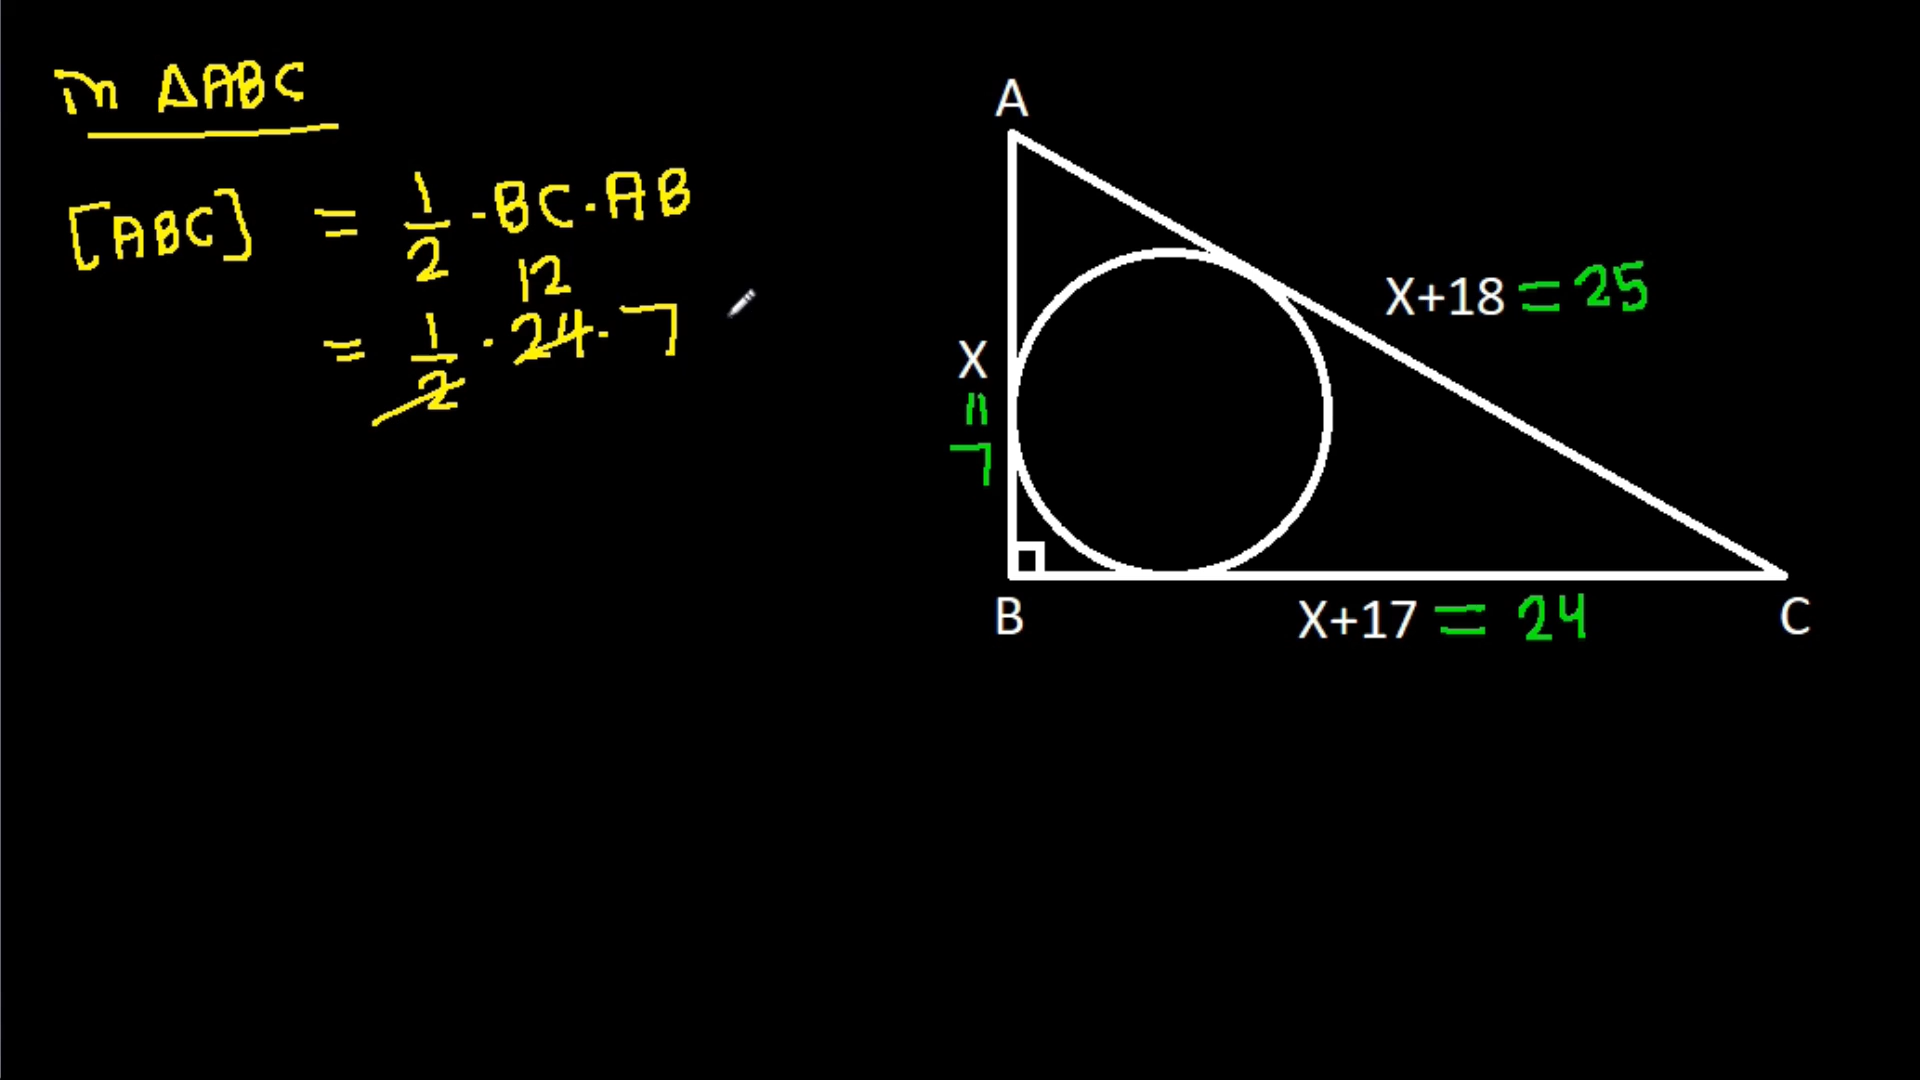 in ΔABC
[ABC] = 1/2 · BC · AB
12
= 1/2 · 24 · 7
A
X+18 = 25
X
=
7
B
X+17 = 24
C